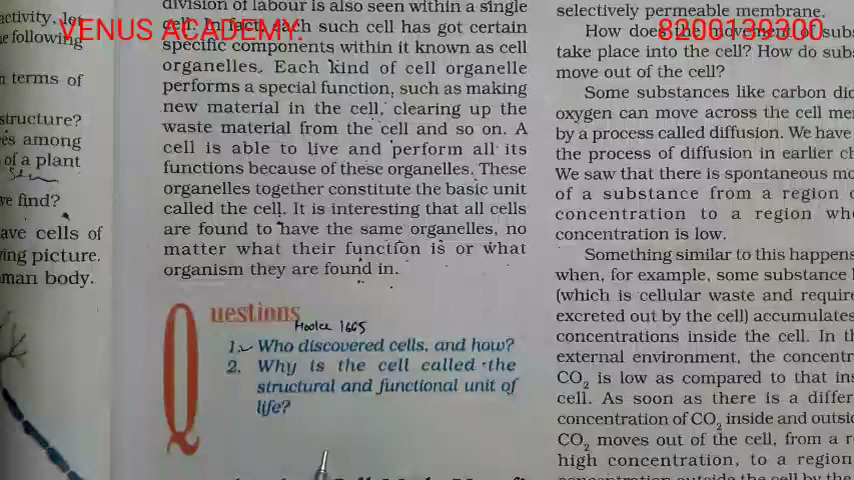 activity, let
e following
n terms of
structure?
es among
of a plant
ve find?
ave cells of
ing picture.
man body.
VENUS ACADEMY.
8200139300
division of labour is also seen within a single
cell. In fact, each such cell has got certain
specific components within it known as cell
organelles. Each kind of cell organelle
performs a special function, such as making
new material in the cell, clearing up the
waste material from the cell and so on. A
cell is able to live and perform all its
functions because of these organelles. These
organelles together constitute the basic unit
called the cell. It is interesting that all cells
are found to have the same organelles, no
matter what their function is or what
organism they are found in.
Questions
Hooke 1665
1. Who discovered cells, and how?
2. Why is the cell called the
structural and functional unit of
life?
selectively permeable membrane.
How does the movement of subs
take place into the cell? How do subs
move out of the cell?
Some substances like carbon dio
oxygen can move across the cell mem
by a process called diffusion. We have
the process of diffusion in earlier ch
We saw that there is spontaneous mo
of a substance from a region o
concentration to a region whe
concentration is low.
Something similar to this happens
when, for example, some substance l
(which is cellular waste and require
excreted out by the cell) accumulates
concentrations inside the cell. In th
external environment, the concentr
CO₂ is low as compared to that ins
cell. As soon as there is a differ
concentration of CO₂ inside and outsid
CO₂ moves out of the cell, from a r
high concentration, to a region
concentration outside the cell by the